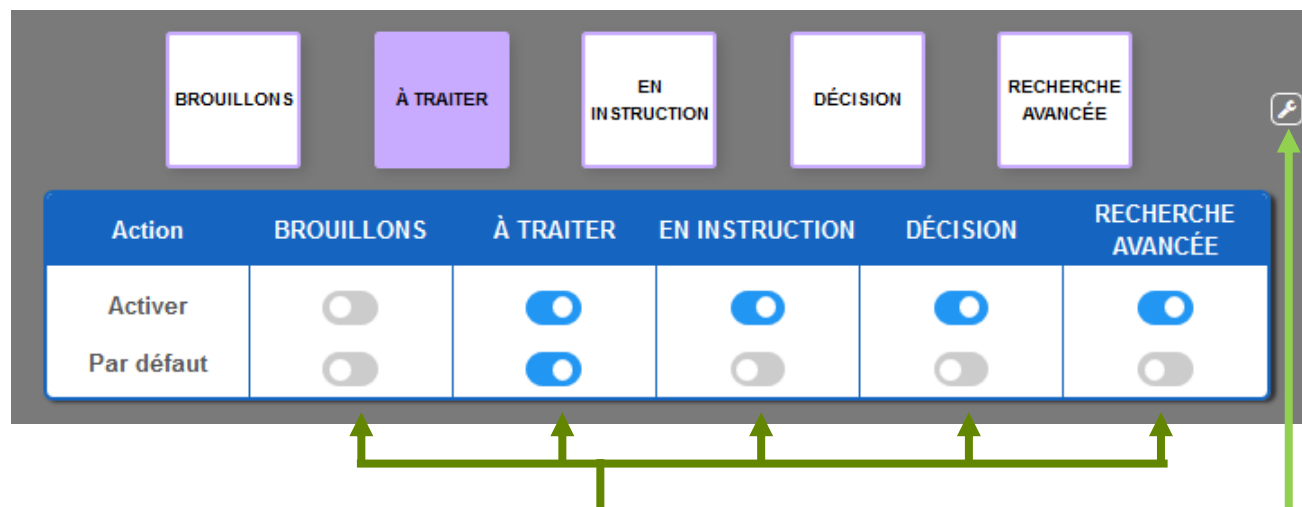 BROUILLONS
À TRAITER
EN
INSTRUCTION
DÉCISION
RECHERCHE
AVANCÉE
Action BROUILLONS À TRAITER EN INSTRUCTION DÉCISION RECHERCHE
AVANCÉE
Activer
Par défaut